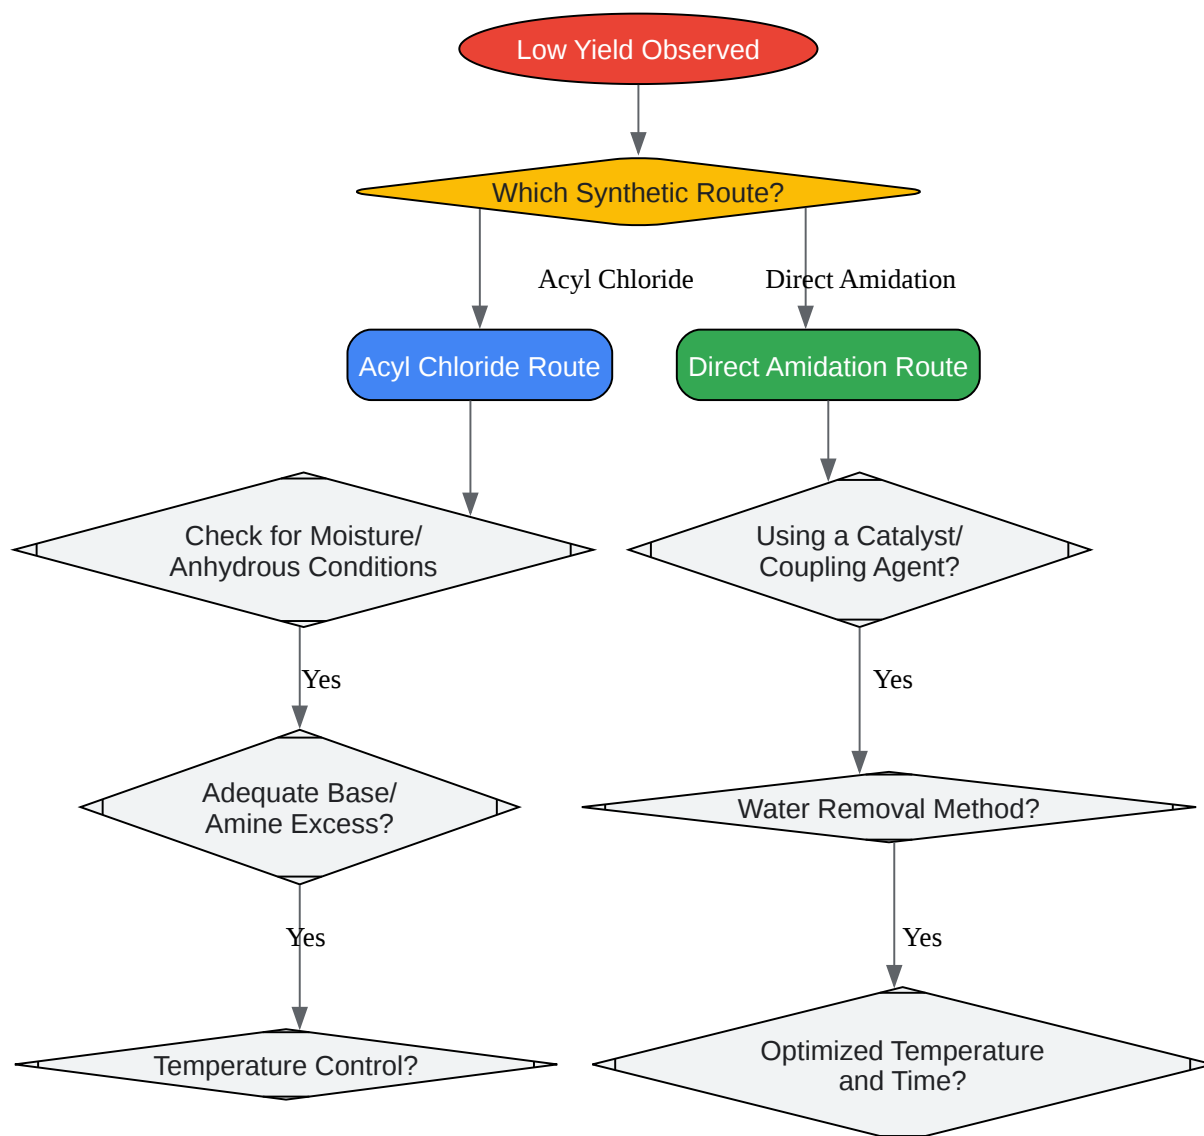 Low Yield Observed
Which Synthetic Route?
Acyl Chloride
Direct Amidation
Acyl Chloride Route
Direct Amidation Route
Check for Moisture/
Anhydrous Conditions
Using a Catalyst/
Coupling Agent?
Yes
Yes
Adequate Base/
Amine Excess?
Water Removal Method?
Yes
Yes
Temperature Control?
Optimized Temperature
and Time?